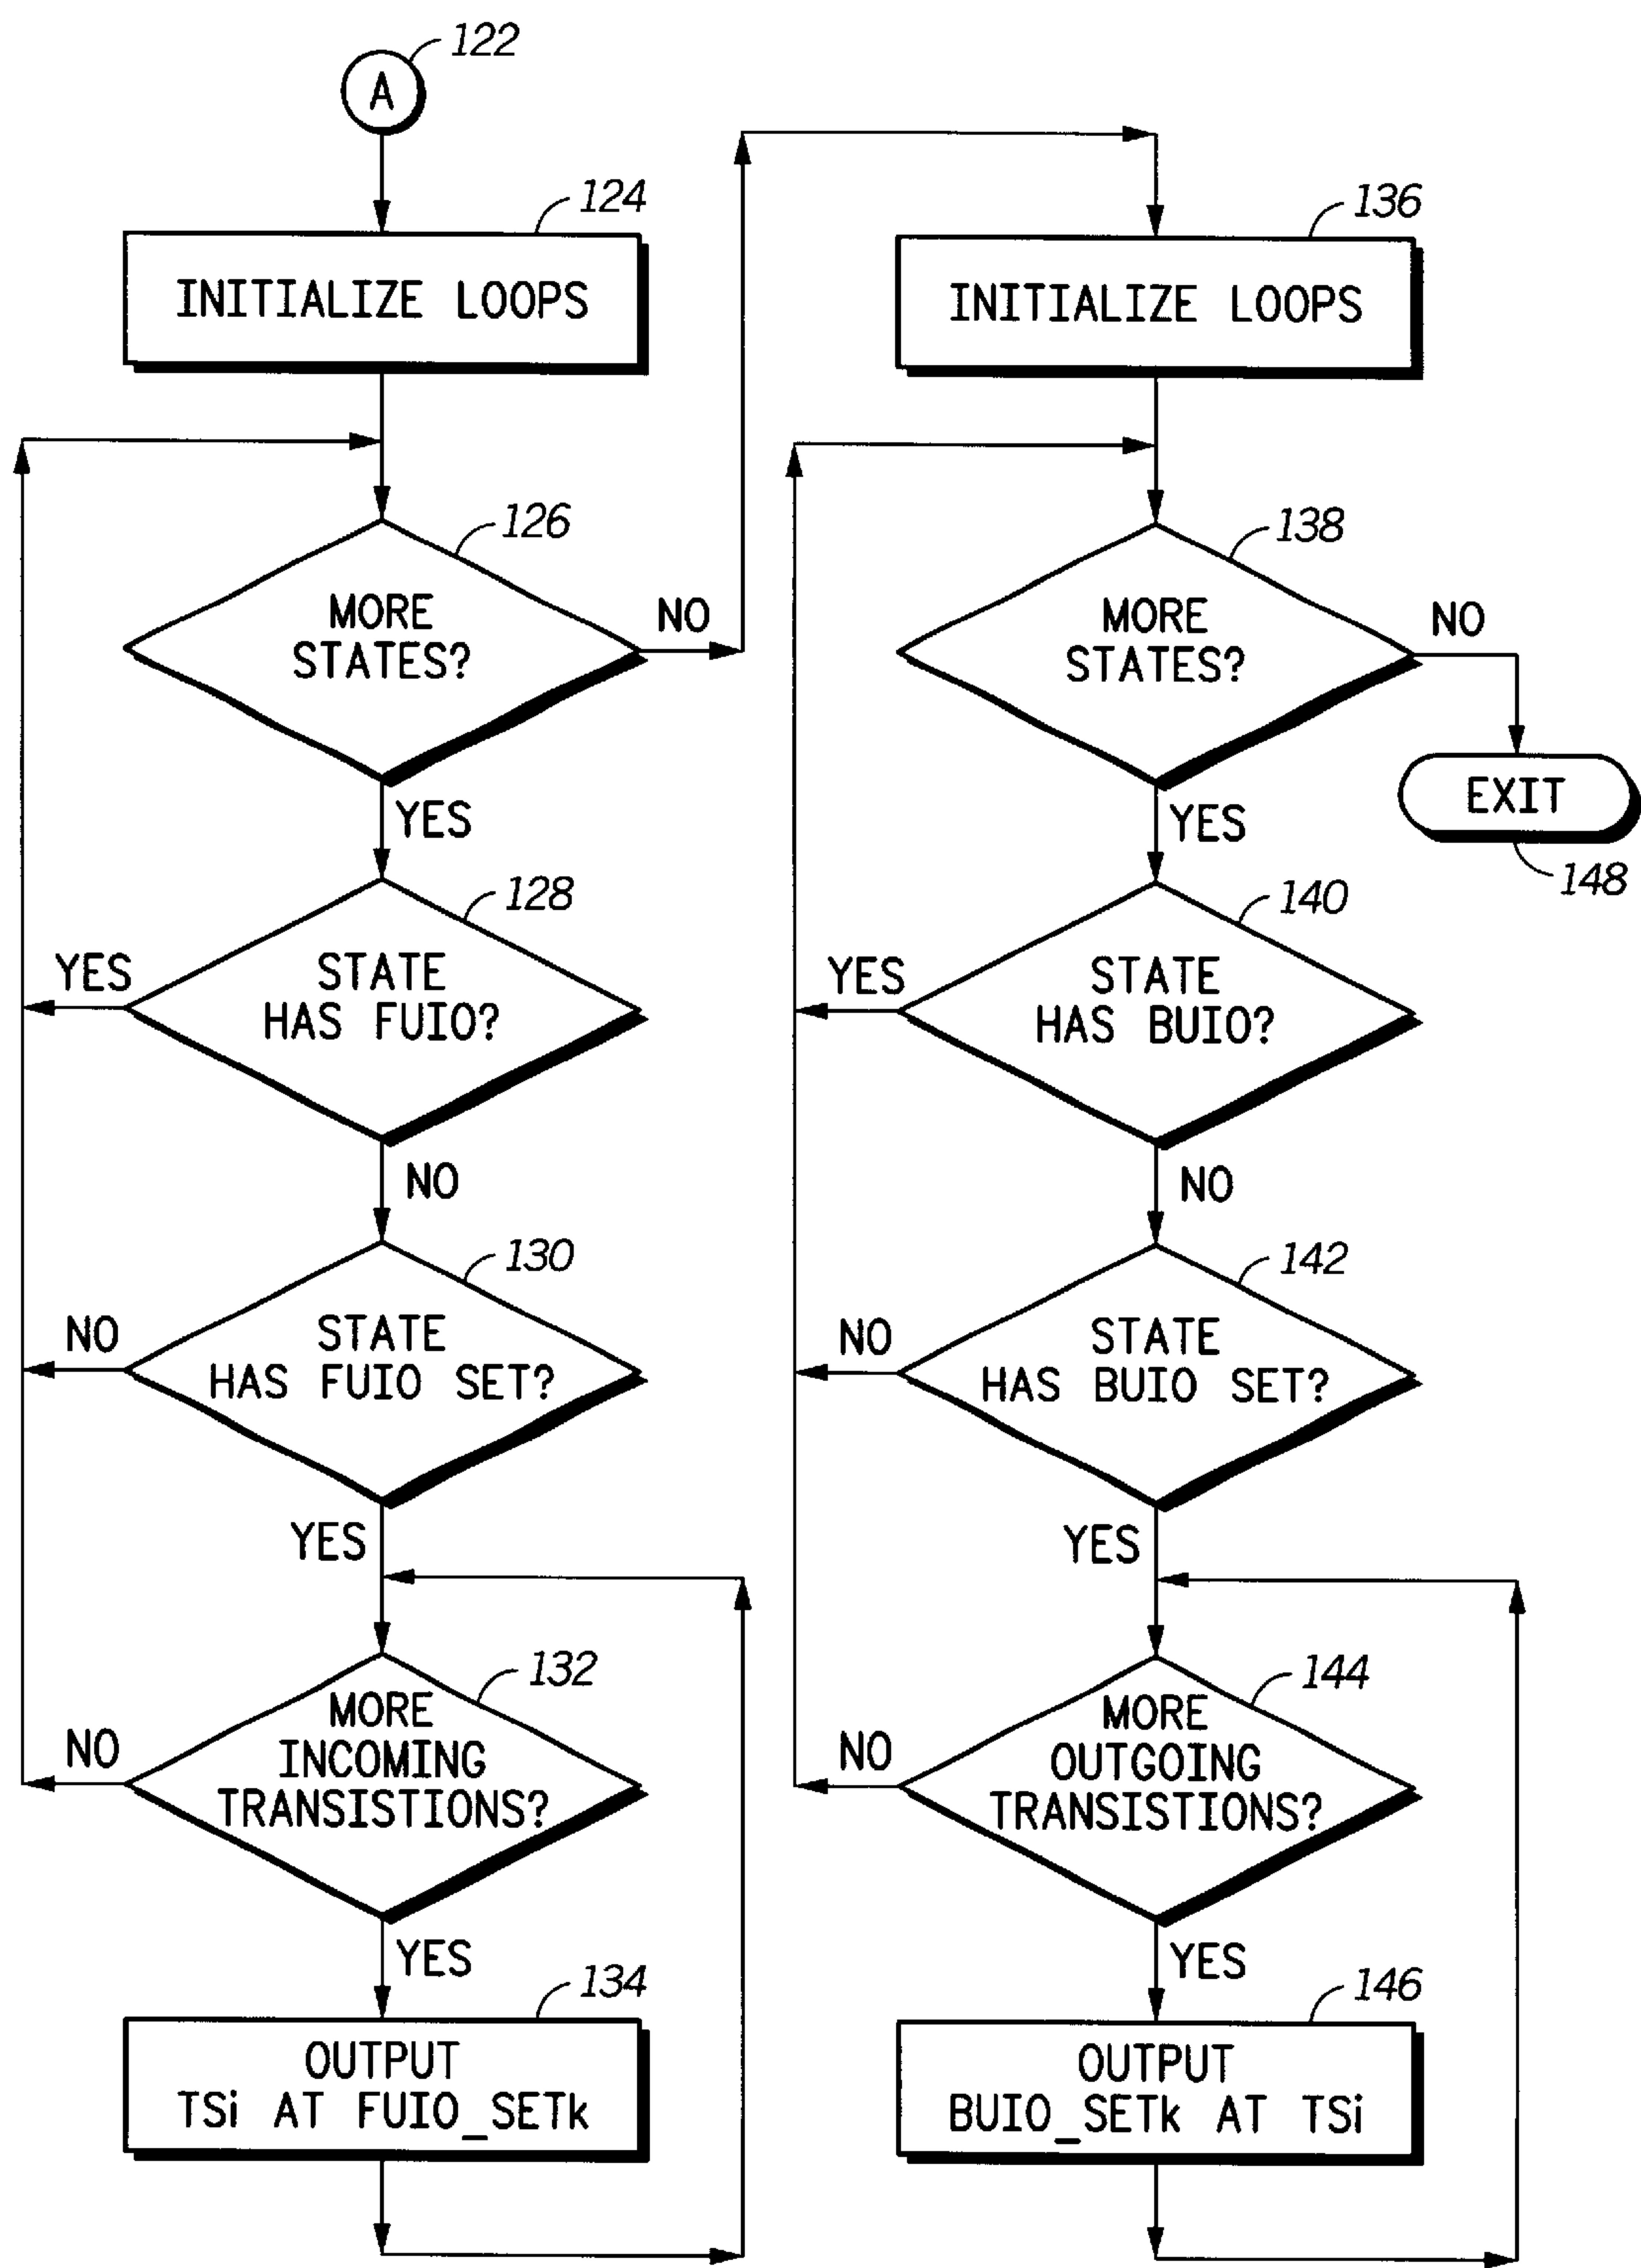 122
A
124
INITIALIZE LOOPS
126
MORE
STATES?
NO
YES
128
STATE
HAS FUIO?
YES
NO
130
STATE
HAS FUIO SET?
NO
YES
132
MORE
INCOMING
TRANSISTIONS?
NO
YES
134
OUTPUT
TSi AT FUIO_SETk
136
INITIALIZE LOOPS
138
MORE
STATES?
NO
EXIT
148
YES
140
STATE
HAS BUIO?
YES
NO
142
STATE
HAS BUIO SET?
NO
YES
144
MORE
OUTGOING
TRANSISTIONS?
NO
YES
146
OUTPUT
BUIO_SETk AT TSi